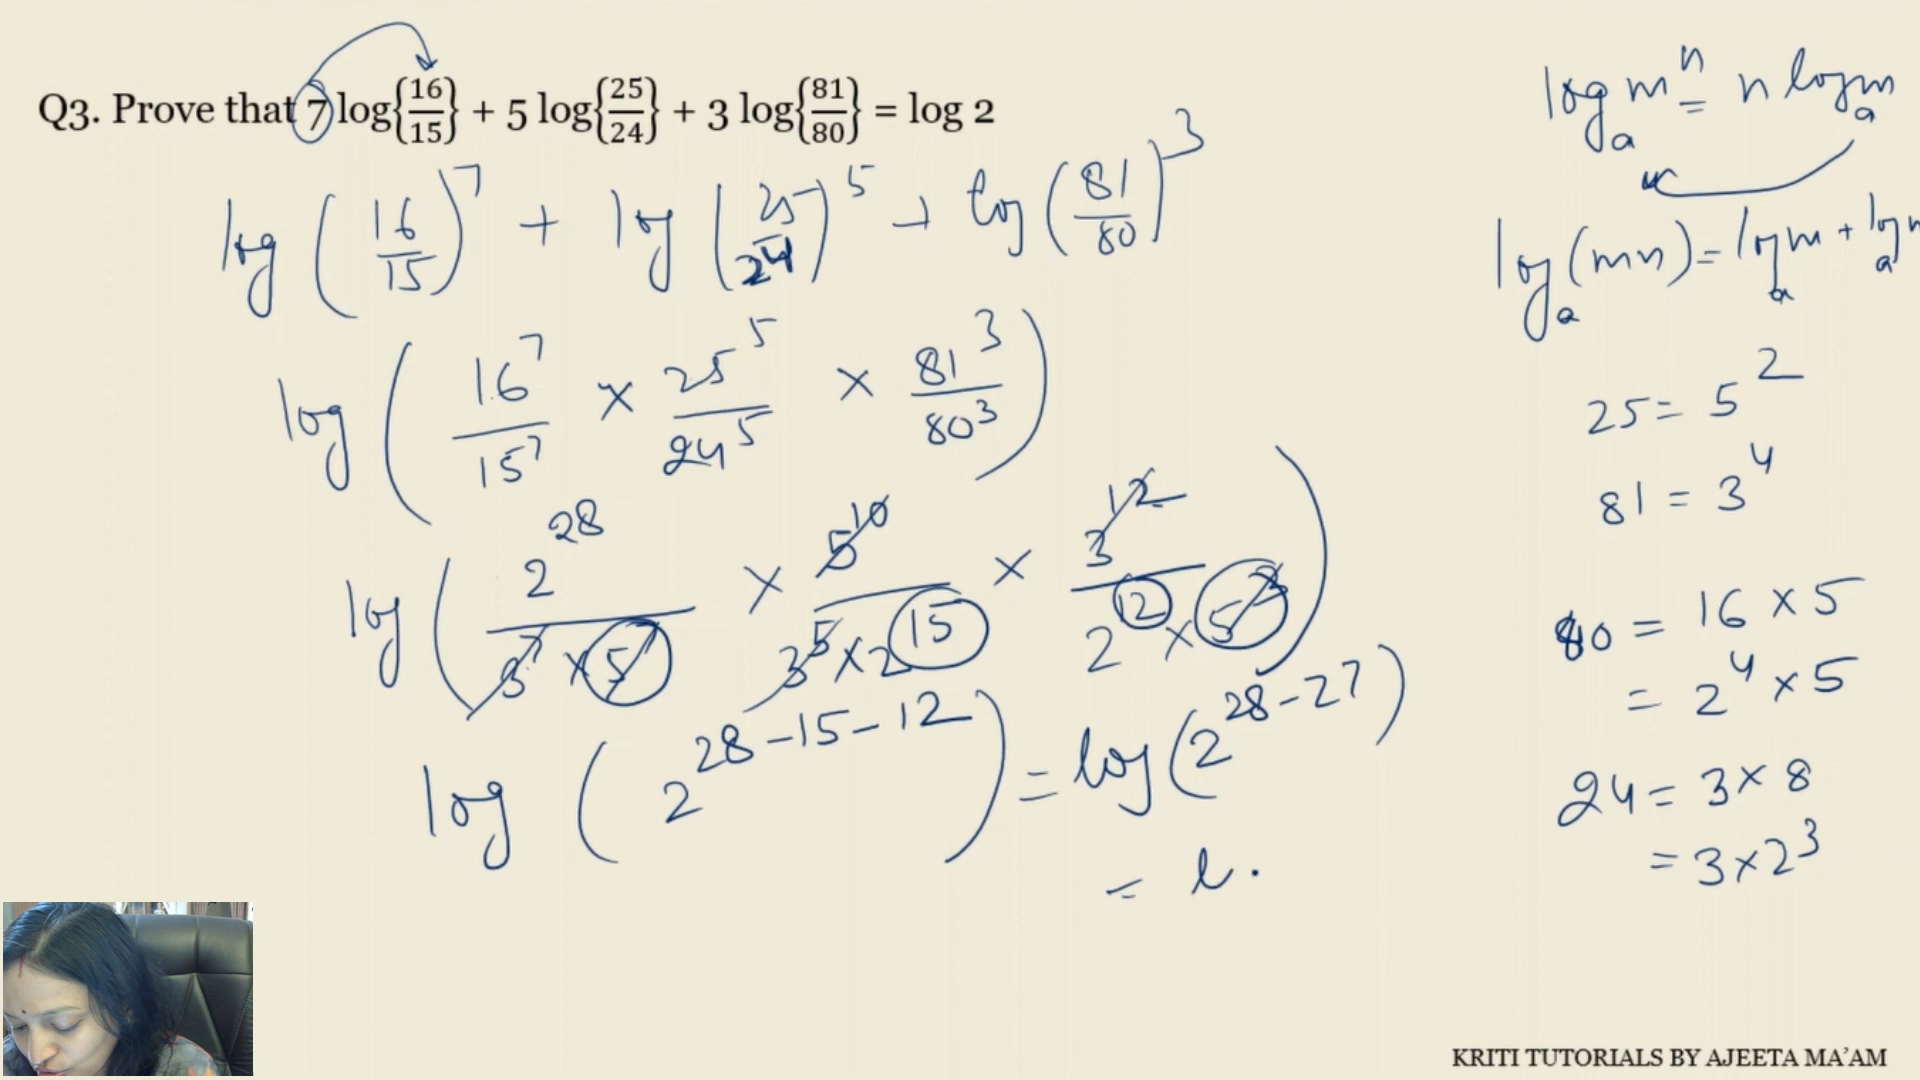 Q3. Prove that 7 log{16/15} + 5 log{25/24} + 3 log{81/80} = log 2
log (16/15)^7 + log (25/24)^5 + log (81/80)^3
log (16^7/15^7 × 25^5/24^5 × 81^3/80^3)
log (2^28/3^7 × 5^7 × 5^10/3^5 × 2^15 × 3^12/2^12 × 5^3)
log (2^28-15-12) = log (2^28-27)
= l.
log_a m^n = n log_a m
log_a (mn) = log_a m + log_a n
25 = 5^2
81 = 3^4
80 = 16 × 5
= 2^4 × 5
24 = 3 × 8
= 3 × 2^3
KRITI TUTORIALS BY AJEETA MA'AM